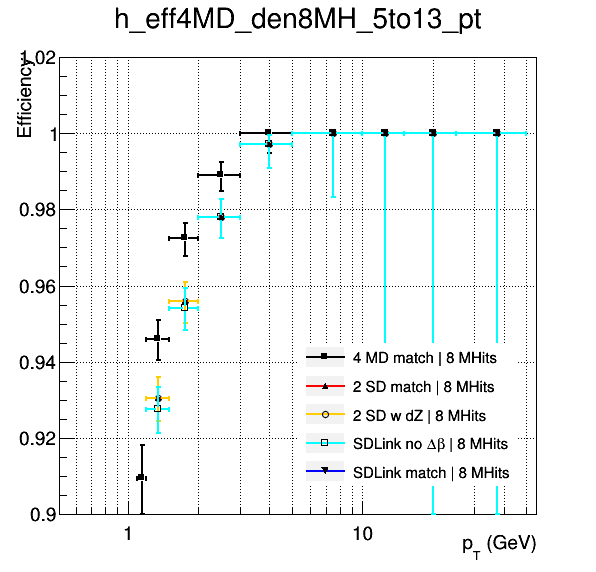 h_eff4MD_den8MH_5to13_pt
Efficiency
1.02
1
0.98
0.96
0.94
0.92
0.9
4 MD match | 8 MHits
2 SD match | 8 MHits
2 SD w dZ | 8 MHits
SDLink no Δβ | 8 MHits
SDLink match | 8 MHits
1
10
p_T (GeV)